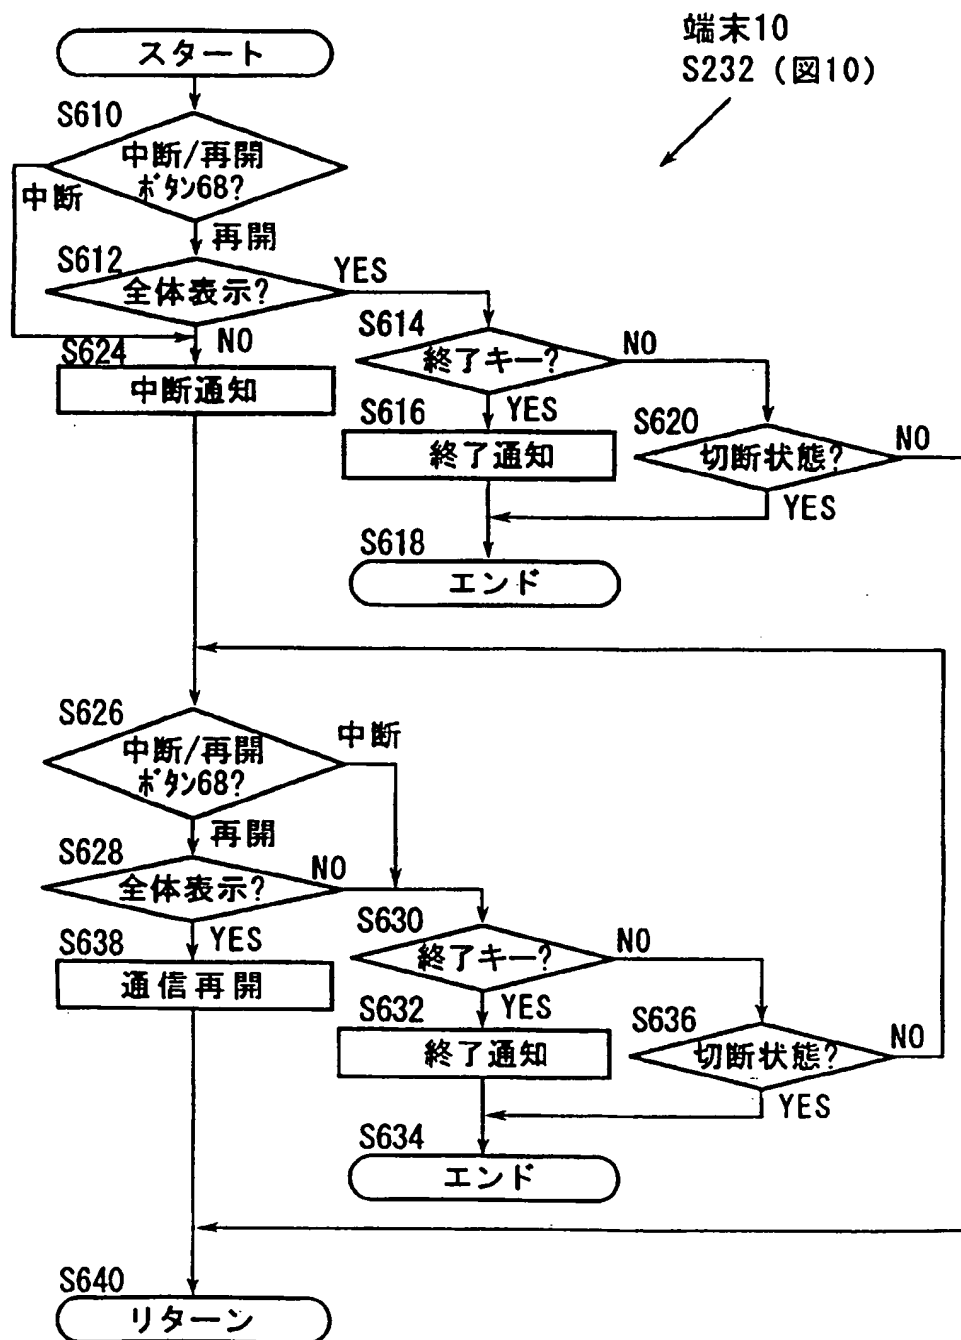 端末10
S232 (図10)
スタート
S610
中断/再開
ボタン68?
中断
再開
S612
全体表示?
YES
NO
S614
終了キー?
NO
YES
S624
中断通知
S616
終了通知
S620
切断状態?
NO
YES
S618
エンド
S626
中断/再開
ボタン68?
中断
再開
S628
全体表示?
NO
YES
S630
終了キー?
NO
YES
S638
通信再開
S632
終了通知
S636
切断状態?
NO
YES
S634
エンド
S640
リターン